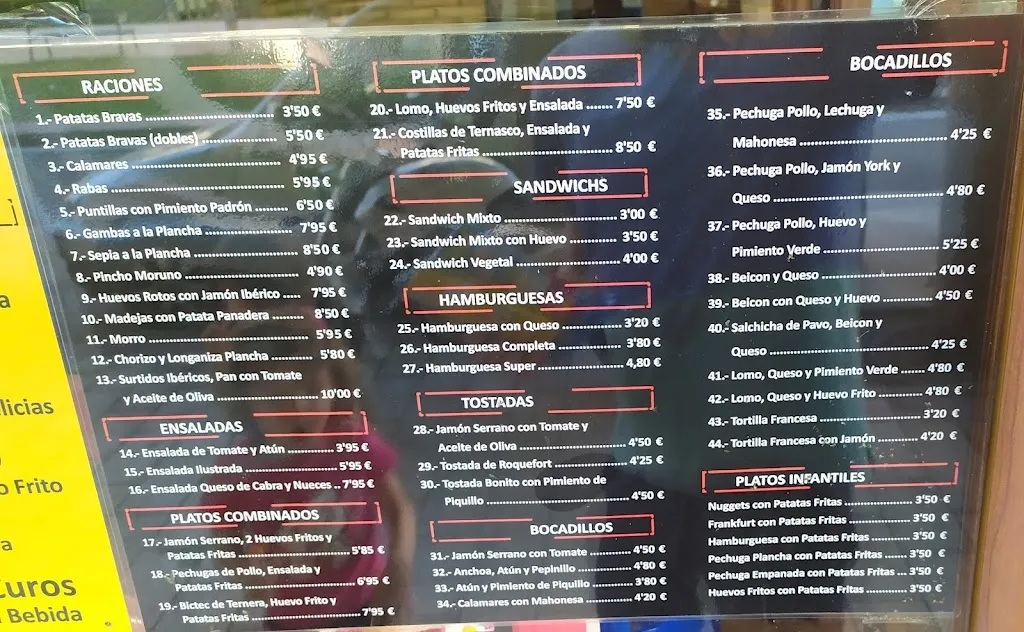 RACIONES
1.- Patatas Bravas ........ 3'50 €
2.- Patatas Bravas (dobles) ........ 5'50 €
3.- Calamares ........ 4'95 €
4.- Rabas ........ 5'95 €
5.- Puntillas con Pimiento Padrón ........ 6'50 €
6.- Gambas a la Plancha ........ 7'95 €
7.- Sepia a la Plancha ........ 8'50 €
8.- Pincho Moruno ........ 4'90 €
9.- Huevos Rotos con Jamón Ibérico ..... 7'95 €
10.- Madejas con Patata Panadera ........ 8'50 €
11.- Morro ........ 5'95 €
12.- Chorizo y Longaniza Plancha ........ 5'80 €
13.- Surtidos Ibéricos, Pan con Tomate
y Aceite de Oliva ........ 10'00 €
ENSALADAS
14.- Ensalada de Tomate y Atún ........ 3'95 €
15.- Ensalada Ilustrada ........ 5'95 €
16.- Ensalada Queso de Cabra y Nueces .. 7'95 €
PLATOS COMBINADOS
17.- Jamón Serrano, 2 Huevos Fritos y
Patatas Fritas ........ 5'85 €
18.- Pechugas de Pollo, Ensalada y
Patatas Fritas ........ 6'95 €
19.- Bictec de Ternera, Huevo Frito y
Patatas Fritas ........ 7'95 €
PLATOS COMBINADOS
20.- Lomo, Huevos Fritos y Ensalada ...... 7'50 €
21.- Costillas de Ternasco, Ensalada y
Patatas Fritas ........ 8'50 €
SANDWICHS
22.- Sandwich Mixto ........ 3'00 €
23.- Sandwich Mixto con Huevo ........ 3'50 €
24.- Sandwich Vegetal ........ 4'00 €
HAMBURGUESAS
25.- Hamburguesa con Queso ........ 3'20 €
26.- Hamburguesa Completa ........ 3'80 €
27.- Hamburguesa Super ........ 4,80 €
TOSTADAS
28.- Jamón Serrano con Tomate y
Aceite de Oliva ........ 4'50 €
29.- Tostada de Roquefort ........ 4'25 €
30.- Tostada Bonito con Pimiento de
Piquillo ........ 4'50 €
BOCADILLOS
31.- Jamón Serrano con Tomate ........ 4'50 €
32.- Anchoa, Atún y Pepinillo ........ 4'80 €
33.- Atún y Pimiento de Piquillo ........ 3'80 €
34.- Calamares con Mahonesa ........ 4'20 €
BOCADILLOS
35.- Pechuga Pollo, Lechuga y
Mahonesa ........ 4'25 €
36.- Pechuga Pollo, Jamón York y
Queso ........ 4'80 €
37.- Pechuga Pollo, Huevo y
Pimiento Verde ........ 5'25 €
38.- Beicon y Queso ........ 4'00 €
39.- Beicon con Queso y Huevo ........ 4'50 €
40.- Salchicha de Pavo, Beicon y
Queso ........ 4'25 €
41.- Lomo, Queso y Pimiento Verde ....... 4'80 €
42.- Lomo, Queso y Huevo Frito ........ 4'80 €
43.- Tortilla Francesa ........ 3'20 €
44.- Tortilla Francesa con Jamón ........ 4'20 €
PLATOS INFANTILES
Nuggets con Patatas Fritas ........ 3'50 €
Frankfurt con Patatas Fritas ........ 3'50 €
Hamburguesa con Patatas Fritas ........ 3'50 €
Pechuga Plancha con Patatas Fritas ... 3'50 €
Pechuga Empanada con Patatas Fritas ... 3'50 €
Huevos Fritos con Patatas Fritas ........ 3'50 €
Frito
Bebida